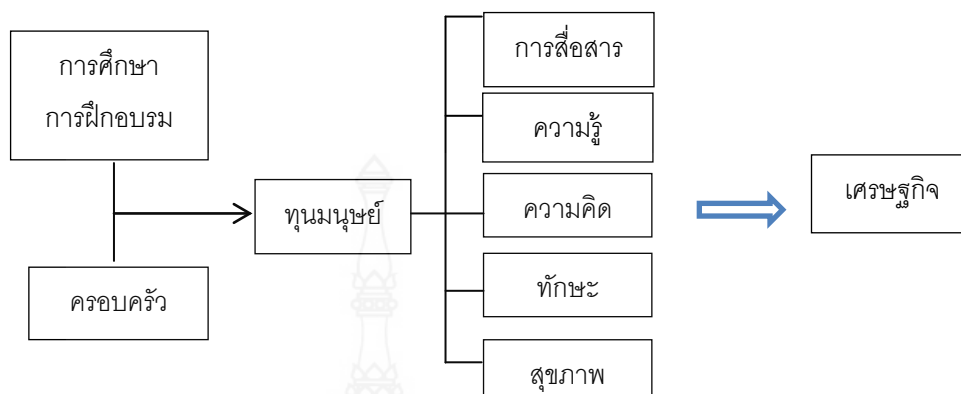 การศึกษา
การฝึกอบรม
ครอบครัว
ทุนมนุษย์
การสื่อสาร
ความรู้
ความคิด
ทักษะ
สุขภาพ
เศรษฐกิจ